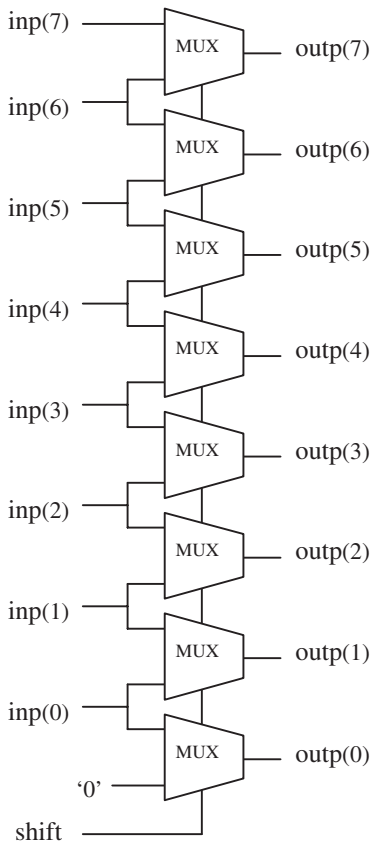 inp(7)
MUX
outp(7)
inp(6)
MUX
outp(6)
inp(5)
MUX
outp(5)
inp(4)
MUX
outp(4)
inp(3)
MUX
outp(3)
inp(2)
MUX
outp(2)
inp(1)
MUX
outp(1)
inp(0)
MUX
outp(0)
‘0’
shift